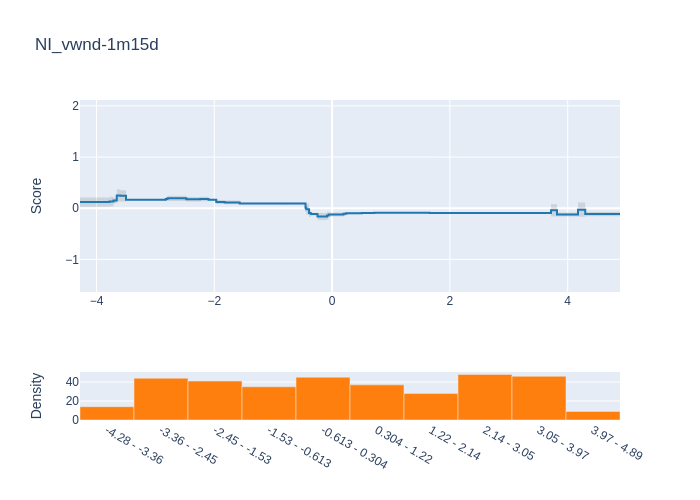 NI_vwnd-1m15d
Score
2
1
0
−1
−4
−2
0
2
4
Density
40
20
0
-4.28 - -3.36
-3.36 - -2.45
-2.45 - -1.53
-1.53 - -0.613
-0.613 - 0.304
0.304 - 1.22
1.22 - 2.14
2.14 - 3.05
3.05 - 3.97
3.97 - 4.89